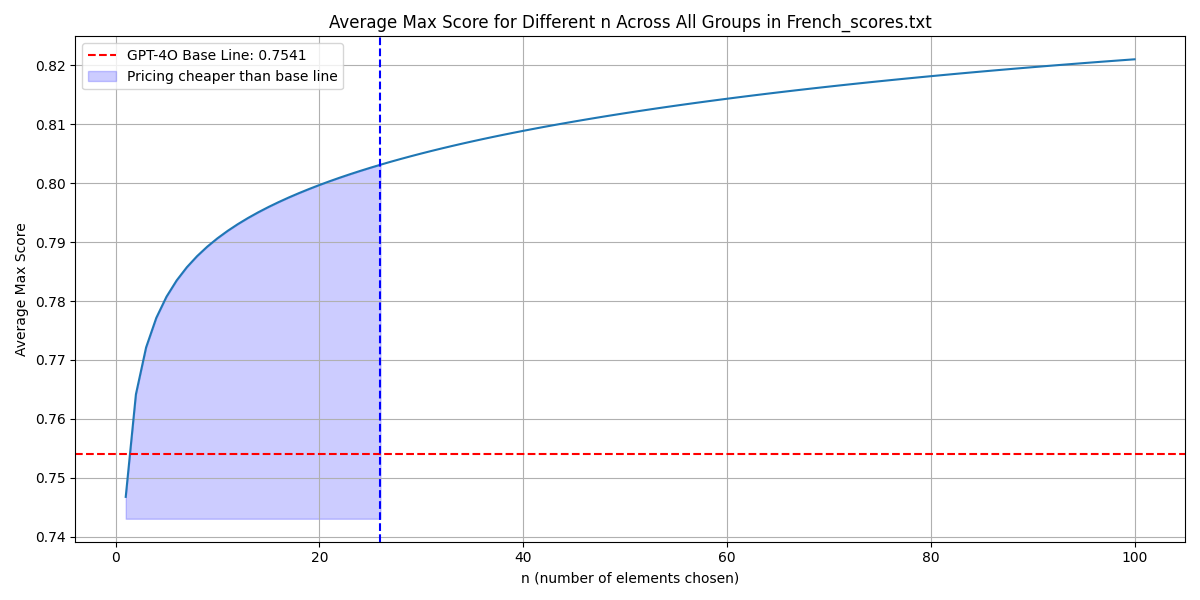 Average Max Score for Different n Across All Groups in French_scores.txt
GPT-4O Base Line: 0.7541
Pricing cheaper than base line
Average Max Score
0.82
0.81
0.80
0.79
0.78
0.77
0.76
0.75
0.74
0 20 40 60 80 100
n (number of elements chosen)